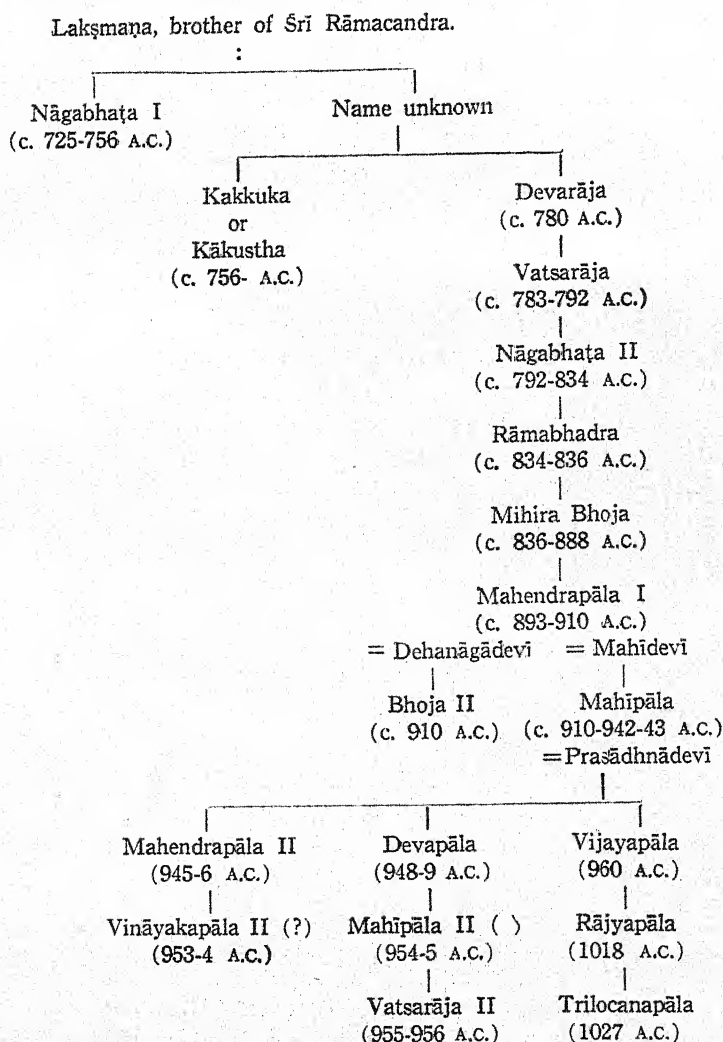 Lakṣmaṇa, brother of Śrī Rāmacandra.
:
Nāgabhaṭa I Name unknown
(c. 725-756 A.C.)
Kakkuka Devarāja
or (c. 780 A.C.)
Kākustha Vatsarāja
(c. 756- A.C.) (c. 783-792 A.C.)
Nāgabhaṭa II
(c. 792-834 A.C.)
Rāmabhadra
(c. 834-836 A.C.)
Mihira Bhoja
(c. 836-888 A.C.)
Mahendrapāla I
(c. 893-910 A.C.)
= Dehanāgādevī = Mahīdevī
Bhoja II Mahīpāla
(c. 910 A.C.) (c. 910-942-43 A.C.)
=Prasādhnādevī
Mahendrapāla II Devapāla Vijayapāla
(945-6 A.C.) (948-9 A.C.) (960 A.C.)
Vināyakapāla II (?) Mahīpāla II ( ) Rājyapāla
(953-4 A.C.) (954-5 A.C.) (1018 A.C.)
Vatsarāja II Trilocanapāla
(955-956 A.C.) (1027 A.C.)